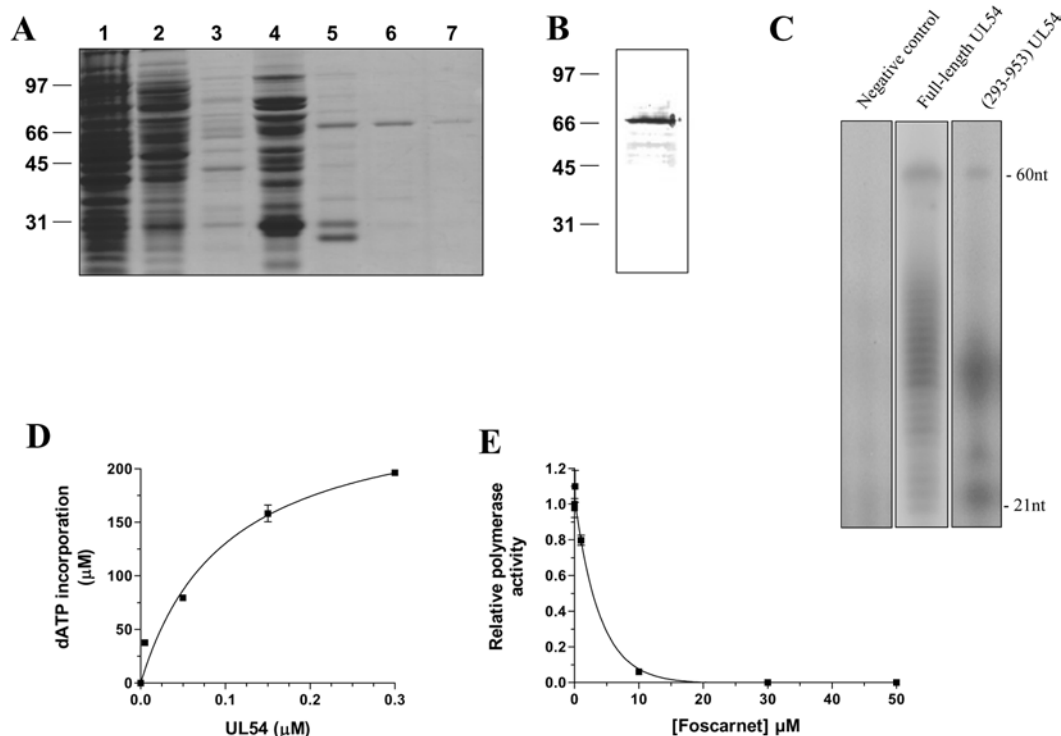 A
1 2 3 4 5 6 7
97
66
45
31
B
97
66
45
31
C
Negative control
Full-length UL54
(293-953) UL54
- 60nt
- 21nt
D
dATP incorporation
(µM)
200
150
100
50
0
0.0 0.1 0.2 0.3
UL54 (µM)
E
Relative polymerase
activity
1.2
1.0
0.8
0.6
0.4
0.2
0.0
0 10 20 30 40 50
[Foscarnet] µM